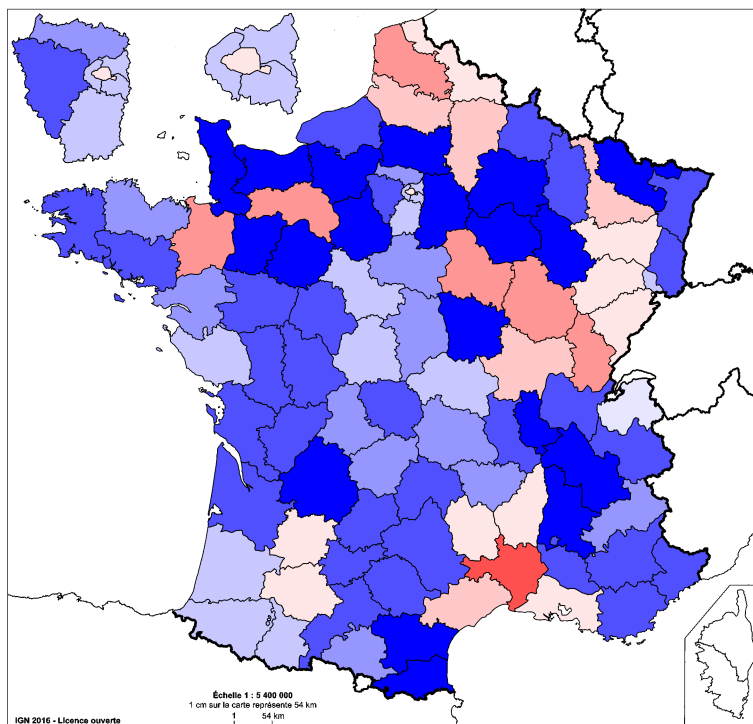 Échelle 1 : 5 400 000
1 cm sur la carte représente 54 km
1 54 km
IGN 2016 - Licence ouverte